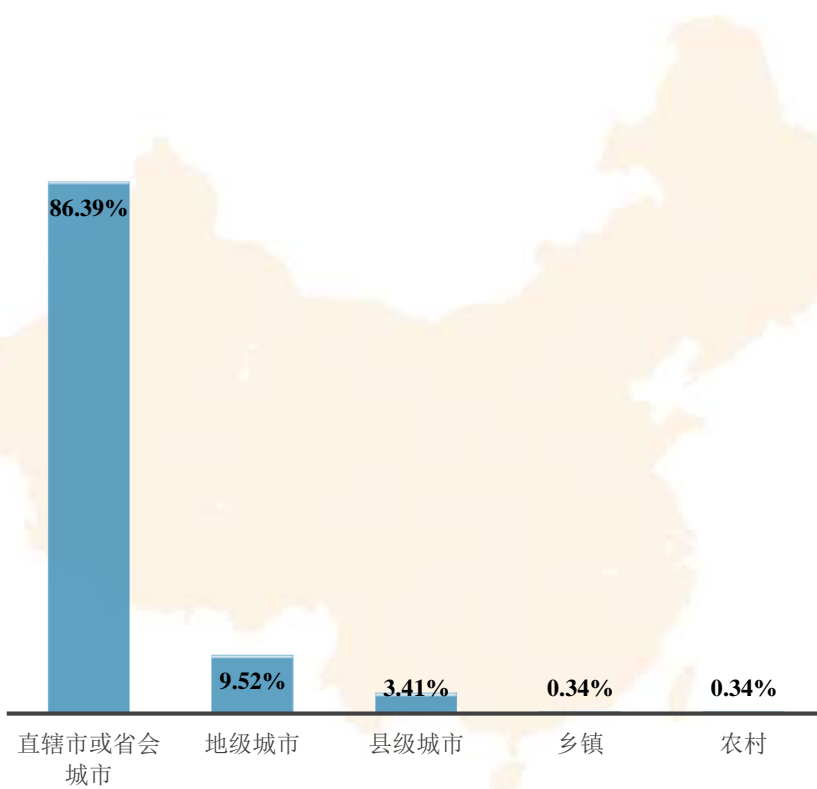 86.39%
9.52%
3.41%
0.34%
0.34%
直辖市或省会
城市
地级城市
县级城市
乡镇
农村